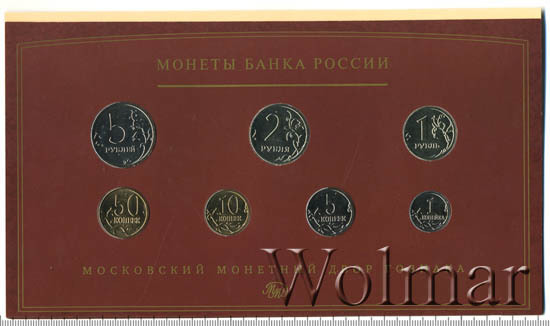 МОНЕТЫ БАНКА РОССИИ
5 РУБЛЕЙ
2 РУБЛЯ
1 РУБЛЬ
50 КОПЕЕК
10 КОПЕЕК
5 КОПЕЕК
1 КОПЕЙКА
МОСКОВСКИЙ МОНЕТНЫЙ ДВОР ГОЗНАКА
Wolmar